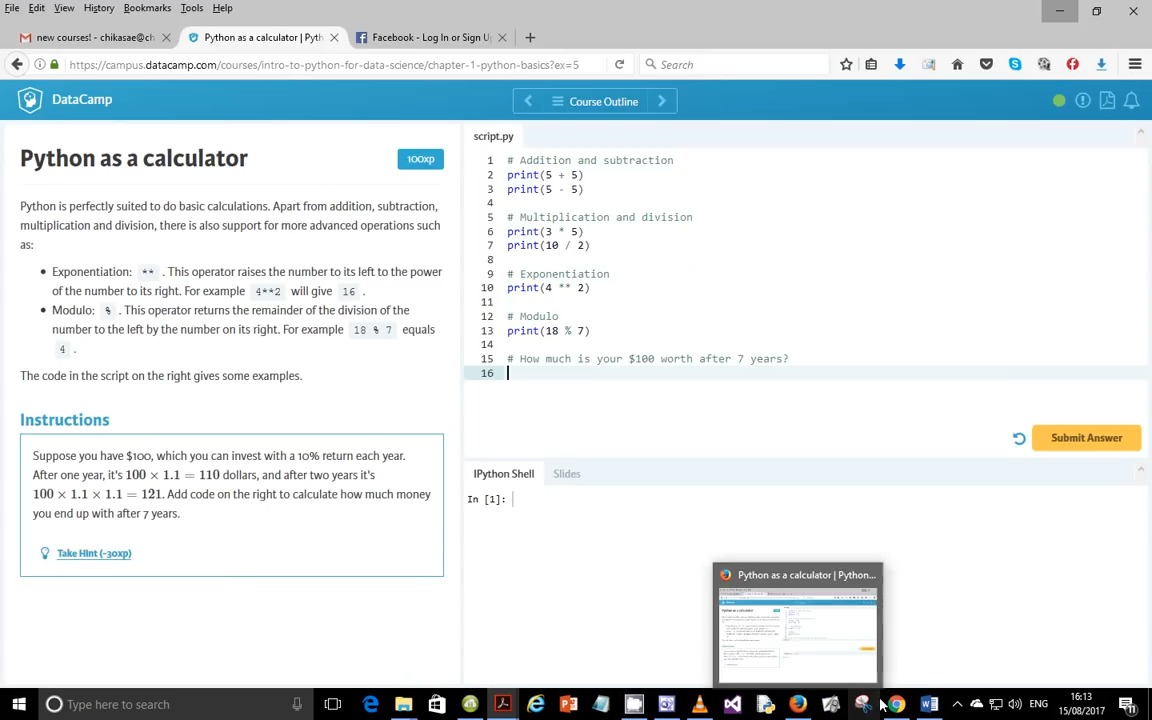 File Edit View History Bookmarks Tools Help
new courses! - chikasae@ch
Python as a calculator | Pyth
Facebook - Log In or Sign U
https://campus.datacamp.com/courses/intro-to-python-for-data-science/chapter-1-python-basics?ex=5
Search
DataCamp
Course Outline
Python as a calculator
100xp
Python is perfectly suited to do basic calculations. Apart from addition, subtraction,
multiplication and division, there is also support for more advanced operations such
as:
Exponentiation: ** . This operator raises the number to its left to the power
of the number to its right. For example 4**2 will give 16 .
Modulo: % . This operator returns the remainder of the division of the
number to the left by the number on its right. For example 18 % 7 equals
4 .
The code in the script on the right gives some examples.
Instructions
Suppose you have $100, which you can invest with a 10% return each year.
After one year, it's 100 × 1.1 = 110 dollars, and after two years it's
100 × 1.1 × 1.1 = 121. Add code on the right to calculate how much money
you end up with after 7 years.
Take Hint (-30xp)
script.py
1 # Addition and subtraction
2 print(5 + 5)
3 print(5 - 5)
4
5 # Multiplication and division
6 print(3 * 5)
7 print(10 / 2)
8
9 # Exponentiation
10 print(4 ** 2)
11
12 # Modulo
13 print(18 % 7)
14
15 # How much is your $100 worth after 7 years?
16
Submit Answer
IPython Shell Slides
In [1]:
Python as a calculator | Python...
Type here to search
ENG
16:13
15/08/2017
11